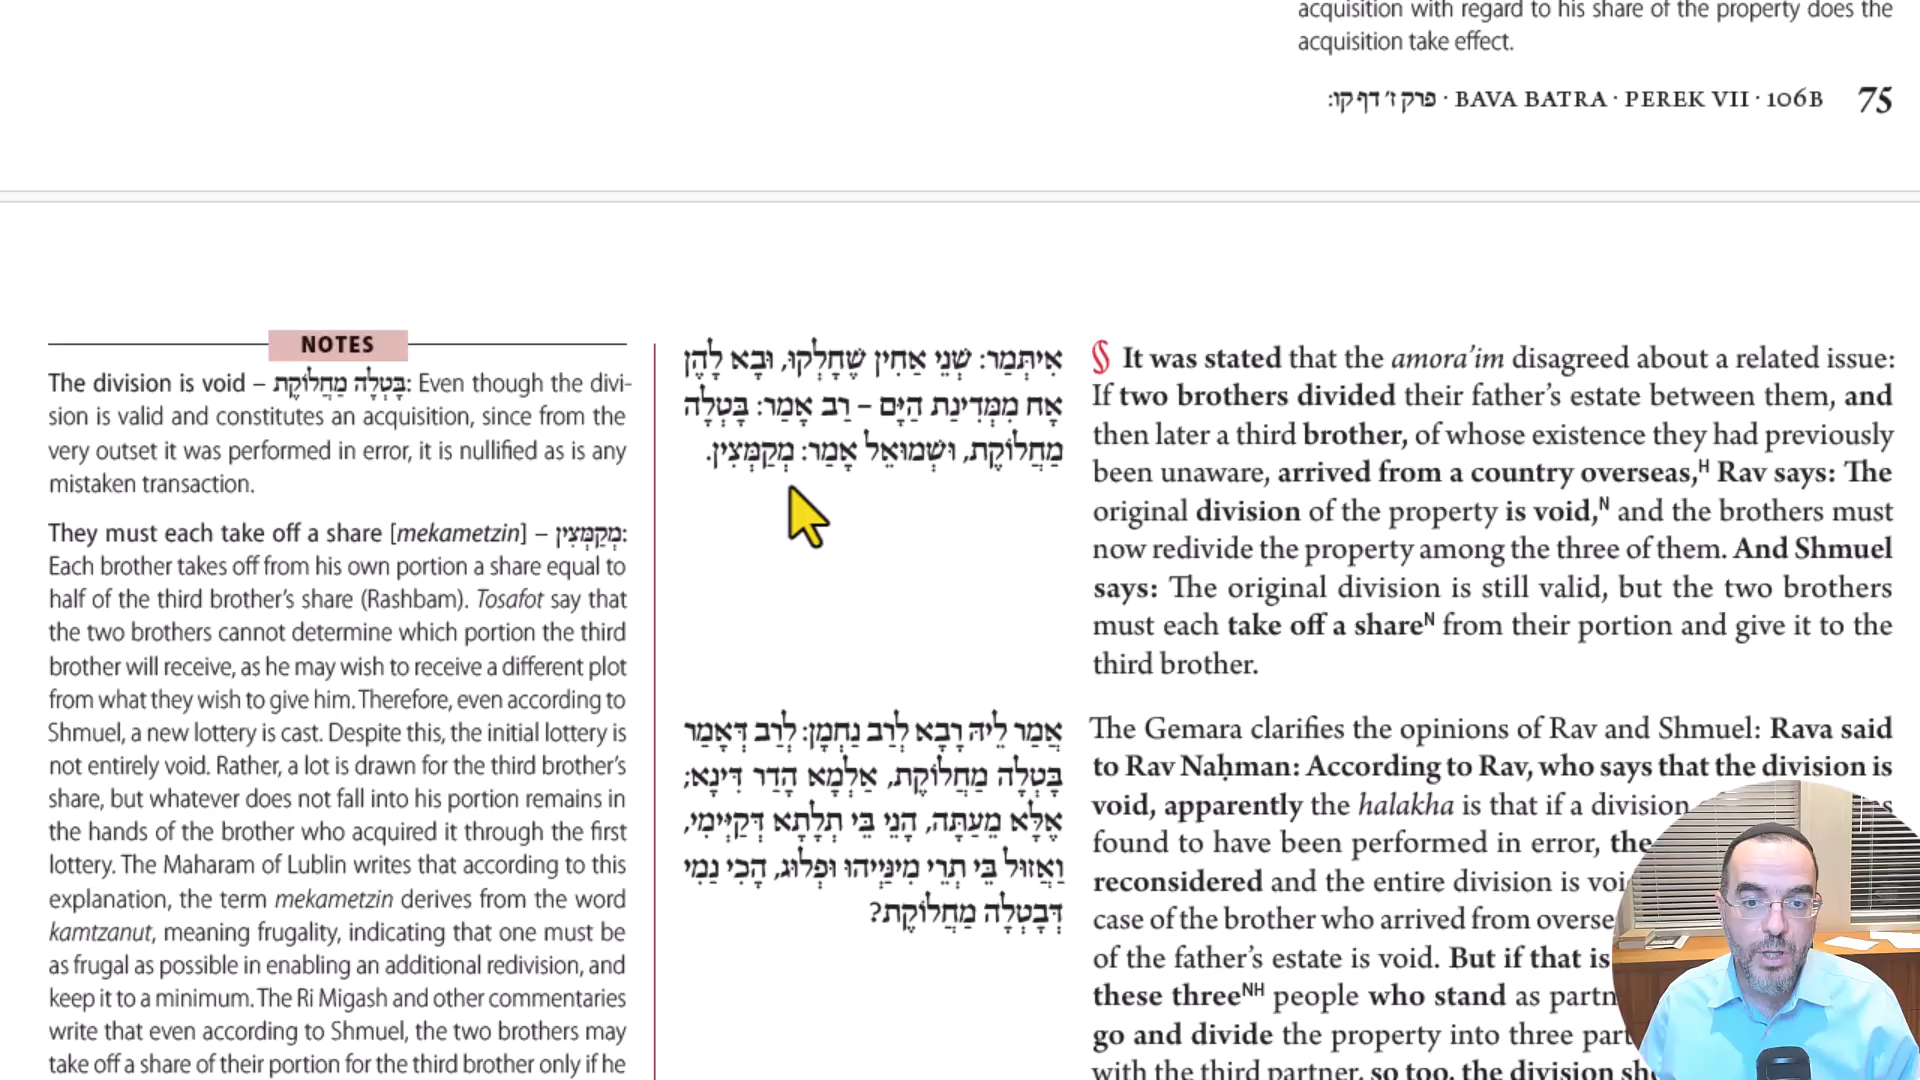 acquisition with regard to his share of the property does the
acquisition take effect.
פרק ז׳ דף קו: · BAVA BATRA · PEREK VII · 106B 75
NOTES
The division is void – בָּטְלָה מַחֲלוֹקֶת: Even though the divi-
sion is valid and constitutes an acquisition, since from the
very outset it was performed in error, it is nullified as is any
mistaken transaction.
They must each take off a share [mekametzin] – מְקַמְּצִין:
Each brother takes off from his own portion a share equal to
half of the third brother's share (Rashbam). Tosafot say that
the two brothers cannot determine which portion the third
brother will receive, as he may wish to receive a different plot
from what they wish to give him. Therefore, even according to
Shmuel, a new lottery is cast. Despite this, the initial lottery is
not entirely void. Rather, a lot is drawn for the third brother's
share, but whatever does not fall into his portion remains in
the hands of the brother who acquired it through the first
lottery. The Maharam of Lublin writes that according to this
explanation, the term mekametzin derives from the word
kamtzanut, meaning frugality, indicating that one must be
as frugal as possible in enabling an additional redivision, and
keep it to a minimum. The Ri Migash and other commentaries
write that even according to Shmuel, the two brothers may
take off a share of their portion for the third brother only if he
אִיתְּמַר: שְׁנֵי אַחִין שֶׁחָלְקוּ, וּבָא לָהֶן
אָח מִמְּדִינַת הַיָּם – רַב אָמַר: בָּטְלָה
מַחֲלוֹקֶת, וּשְׁמוּאֵל אָמַר: מְקַמְּצִין.
אֲמַר לֵיהּ רָבָא לְרַב נַחְמָן: לְרַב דְּאָמַר
בָּטְלָה מַחֲלוֹקֶת, אַלְמָא הָדַר דִּינָא;
אֶלָּא מֵעַתָּה, הָנֵי בֵּי תְלָתָא דְּקָיְימִי,
וַאֲזוּל בֵּי תְרֵי מִינַּיְיהוּ וּפְלוּג, הָכִי נַמִי
דְּבָטְלָה מַחֲלוֹקֶת?
§ It was stated that the amora'im disagreed about a related issue:
If two brothers divided their father's estate between them, and
then later a third brother, of whose existence they had previously
been unaware, arrived from a country overseas,H Rav says: The
original division of the property is void,N and the brothers must
now redivide the property among the three of them. And Shmuel
says: The original division is still valid, but the two brothers
must each take off a shareN from their portion and give it to the
third brother.
The Gemara clarifies the opinions of Rav and Shmuel: Rava said
to Rav Naḥman: According to Rav, who says that the division is
void, apparently the halakha is that if a division
found to have been performed in error, the
reconsidered and the entire division is
case of the brother who arrived from
of the father's estate is void. But if that is
these threeNH people who stand as
go and divide the property into three
with the third partner, so too, the division